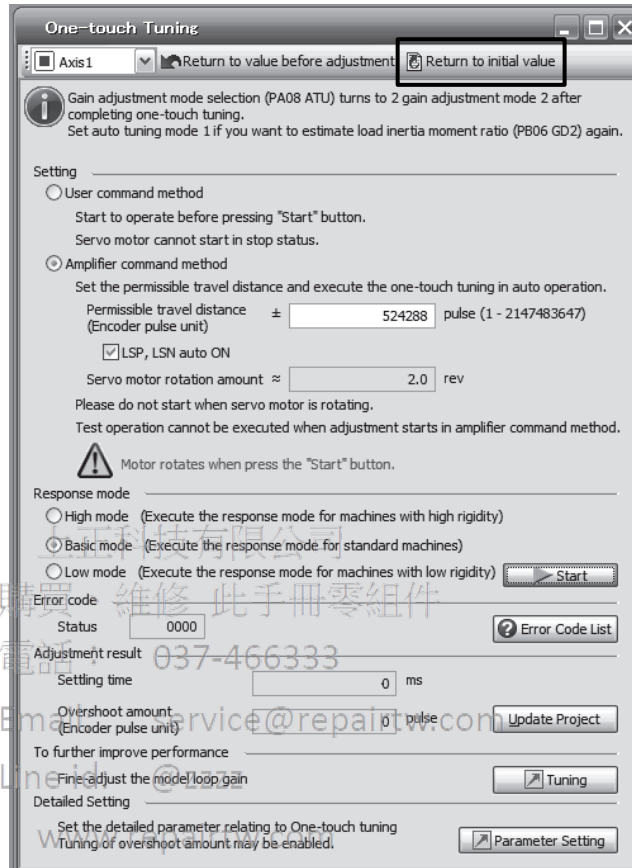 One-touch Tuning
Axis1 Return to value before adjustment Return to initial value
Gain adjustment mode selection (PA08 ATU) turns to 2 gain adjustment mode 2 after
completing one-touch tuning.
Set auto tuning mode 1 if you want to estimate load inertia moment ratio (PB06 GD2) again.
Setting
User command method
Start to operate before pressing "Start" button.
Servo motor cannot start in stop status.
Amplifier command method
Set the permissible travel distance and execute the one-touch tuning in auto operation.
Permissible travel distance ± 524288 pulse (1 - 2147483647)
(Encoder pulse unit)
LSP, LSN auto ON
Servo motor rotation amount ≈ 2.0 rev
Please do not start when servo motor is rotating.
Test operation cannot be executed when adjustment starts in amplifier command method.
Motor rotates when press the "Start" button.
Response mode
High mode (Execute the response mode for machines with high rigidity)
上正科技有限公司
Basic mode (Execute the response mode for standard machines)
Low mode (Execute the response mode for machines with low rigidity) Start
購買、維修 此手冊零組件
Error code
Status 0000 Error Code List
電話： 037-466333
Adjustment result
Settling time 0 ms
Overshoot amount 0 pulse Update Project
(Encoder pulse unit)
Email: service@repairtw.com
To further improve performance
Fine-adjust the model loop gain Tuning
Line id: @zzzz
Detailed Setting
Set the detailed parameter relating to One-touch tuning
Tuning of overshoot amount may be enabled. Parameter Setting
www.repairtw.com